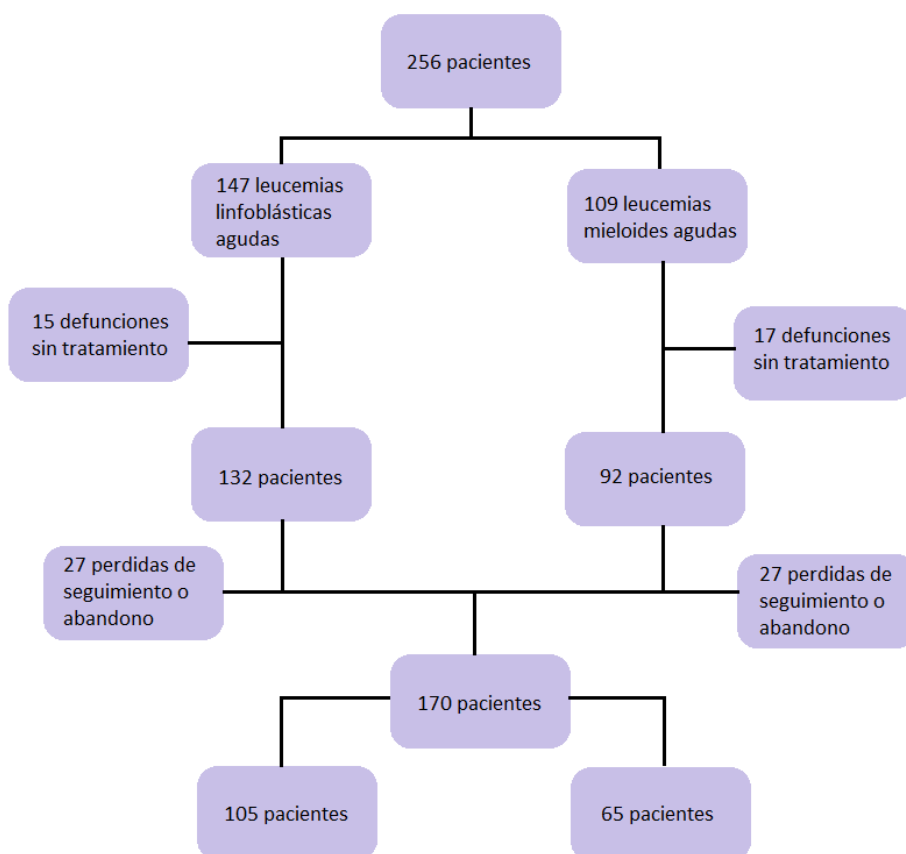 256 pacientes
147 leucemias
linfoblásticas
agudas
109 leucemias
mieloides agudas
15 defunciones
sin tratamiento
17 defunciones
sin tratamiento
132 pacientes
92 pacientes
27 perdidas de
seguimiento o
abandono
27 perdidas de
seguimiento o
abandono
170 pacientes
105 pacientes
65 pacientes